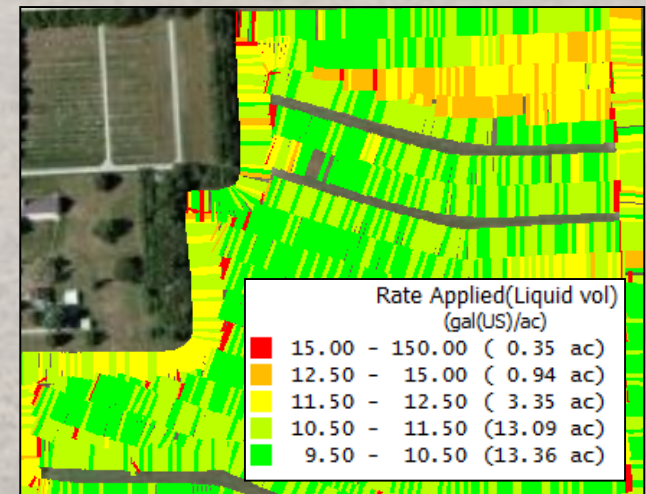 Rate Applied(Liquid vol)
(gal(US)/ac)
15.00 - 150.00 ( 0.35 ac)
12.50 - 15.00 ( 0.94 ac)
11.50 - 12.50 ( 3.35 ac)
10.50 - 11.50 (13.09 ac)
9.50 - 10.50 (13.36 ac)